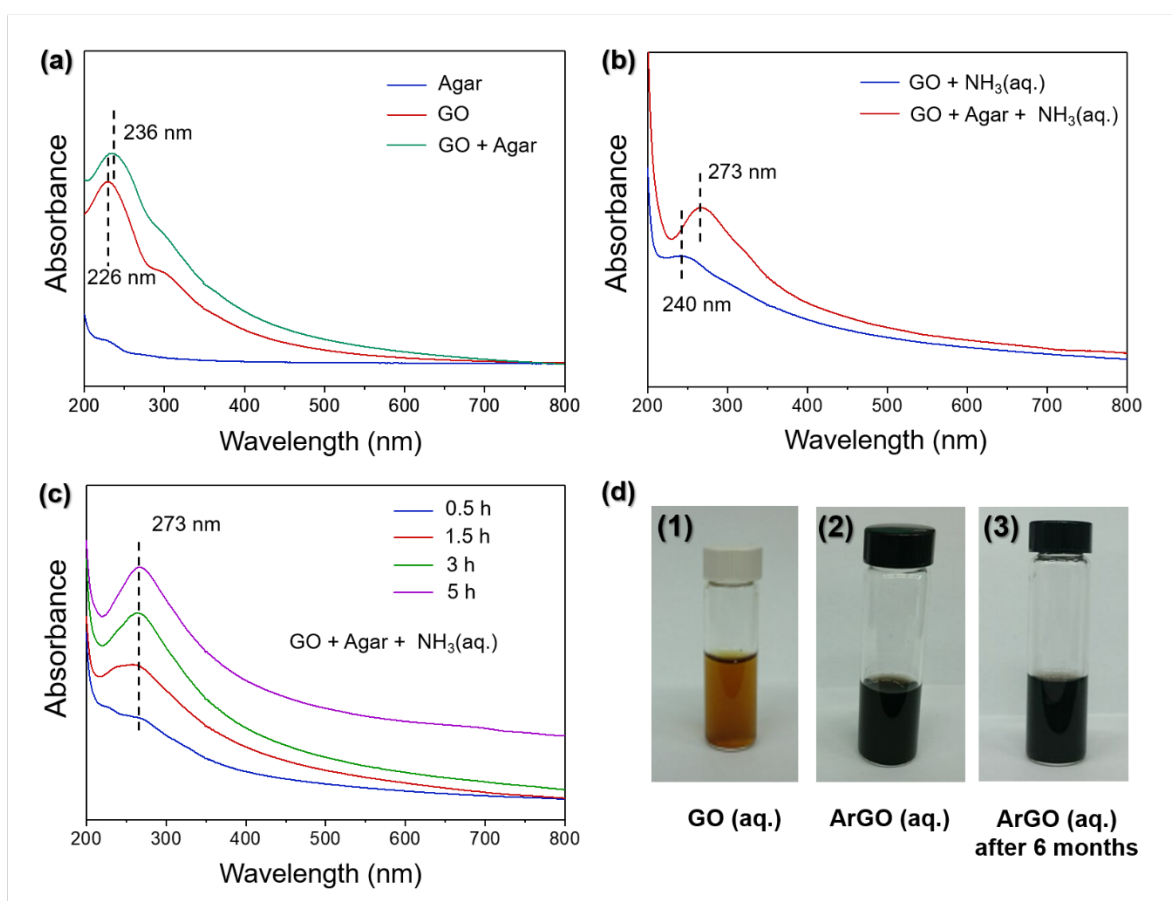 (a)
Agar
GO
GO + Agar
236 nm
226 nm
Absorbance
200 300 400 500 600 700 800
Wavelength (nm)
(b)
GO + NH₃(aq.)
GO + Agar + NH₃(aq.)
273 nm
240 nm
Absorbance
200 300 400 500 600 700 800
Wavelength (nm)
(c)
0.5 h
1.5 h
3 h
5 h
273 nm
GO + Agar + NH₃(aq.)
Absorbance
200 300 400 500 600 700 800
Wavelength (nm)
(d)
(1)
(2)
(3)
GO (aq.)
ArGO (aq.)
ArGO (aq.)
after 6 months